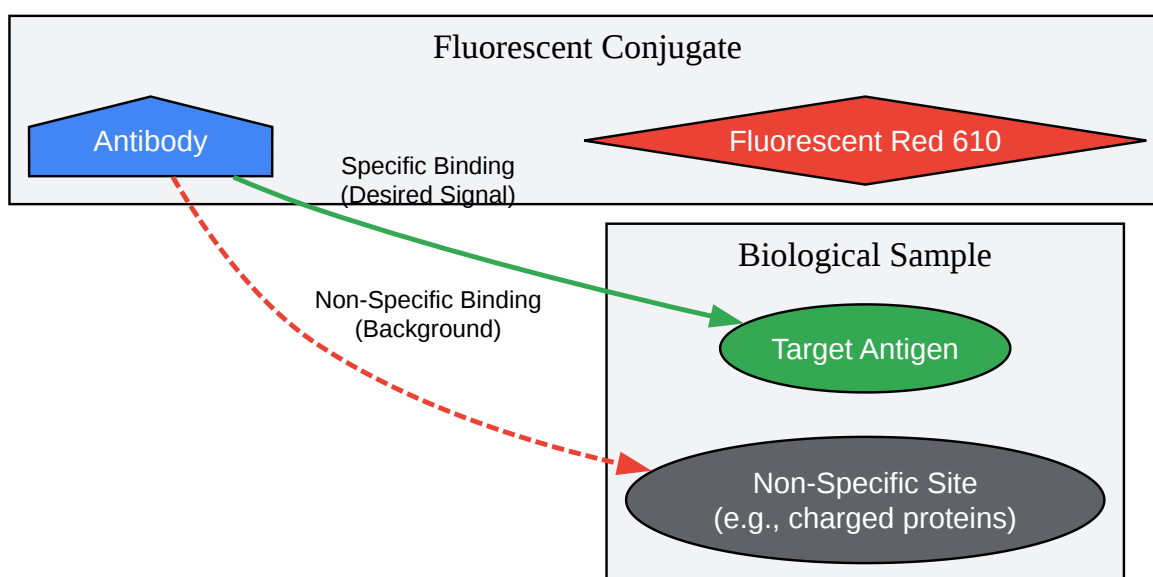 Fluorescent Conjugate
Antibody
Fluorescent Red 610
Specific Binding
(Desired Signal)
Biological Sample
Non-Specific Binding
(Background)
Target Antigen
Non-Specific Site
(e.g., charged proteins)